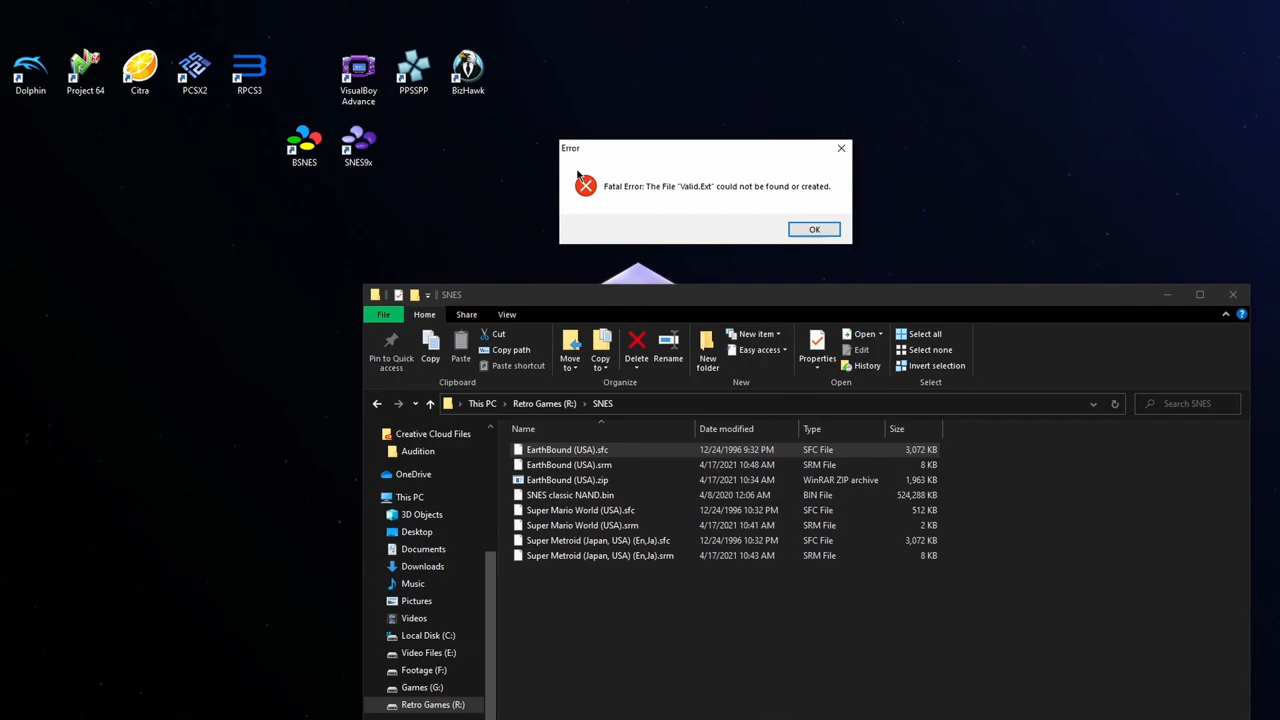 Dolphin
Project 64
Citra
PCSX2
RPCS3
VisualBoy
Advance
PPSSPP
BizHawk
BSNES
SNES9x
Error
Fatal Error: The File "Valid.Ext" could not be found or created.
OK
SNES
File
Home
Share
View
Pin to Quick
access
Copy
Paste
Cut
Copy path
Paste shortcut
Clipboard
Move
to
Copy
to
Delete
Rename
Organize
New
folder
New item
Easy access
New
Properties
Open
Edit
History
Open
Select all
Select none
Invert selection
Select
This PC > Retro Games (R:) > SNES
Search SNES
Creative Cloud Files
Audition
OneDrive
This PC
3D Objects
Desktop
Documents
Downloads
Music
Pictures
Videos
Local Disk (C:)
Video Files (E:)
Footage (F:)
Games (G:)
Retro Games (R:)
Name Date modified Type Size
EarthBound (USA).sfc 12/24/1996 9:32 PM SFC File 3,072 KB
EarthBound (USA).srm 4/17/2021 10:48 AM SRM File 8 KB
EarthBound (USA).zip 4/17/2021 10:34 AM WinRAR ZIP archive 1,963 KB
SNES classic NAND.bin 4/8/2020 12:06 AM BIN File 524,288 KB
Super Mario World (USA).sfc 12/24/1996 10:32 PM SFC File 512 KB
Super Mario World (USA).srm 4/17/2021 10:41 AM SRM File 2 KB
Super Metroid (Japan, USA) (En,Ja).sfc 12/24/1996 10:32 PM SFC File 3,072 KB
Super Metroid (Japan, USA) (En,Ja).srm 4/17/2021 10:43 AM SRM File 8 KB